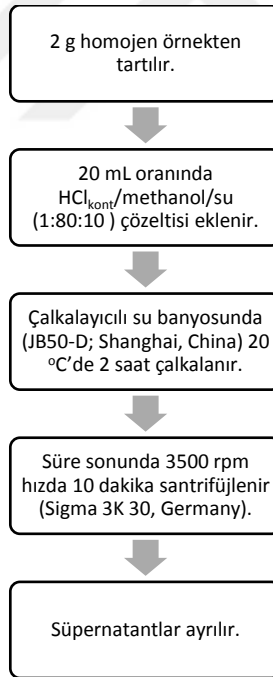 2 g homojen örnekten
tartılır.
20 mL oranında
HClkont/methanol/su
(1:80:10 ) çözeltisi eklenir.
Çalkalayıcılı su banyosunda
(JB50-D; Shanghai, China) 20
ºC’de 2 saat çalkalanır.
Süre sonunda 3500 rpm
hızda 10 dakika santrifüjlenir
(Sigma 3K 30, Germany).
Süpernatantlar ayrılır.